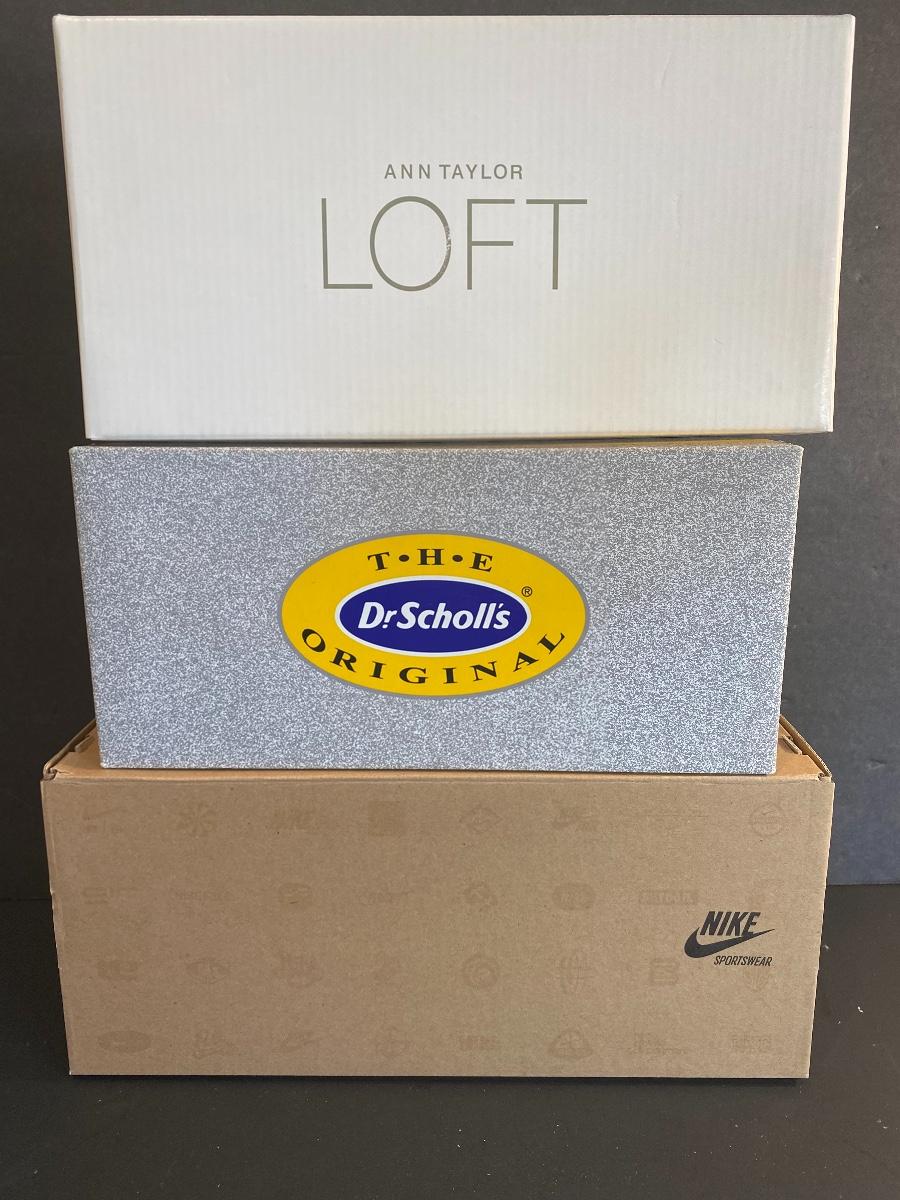 ANN TAYLOR
LOFT
T•H•E
Dr. Scholl's ®
ORIGINAL
NIKE
SPORTSWEAR